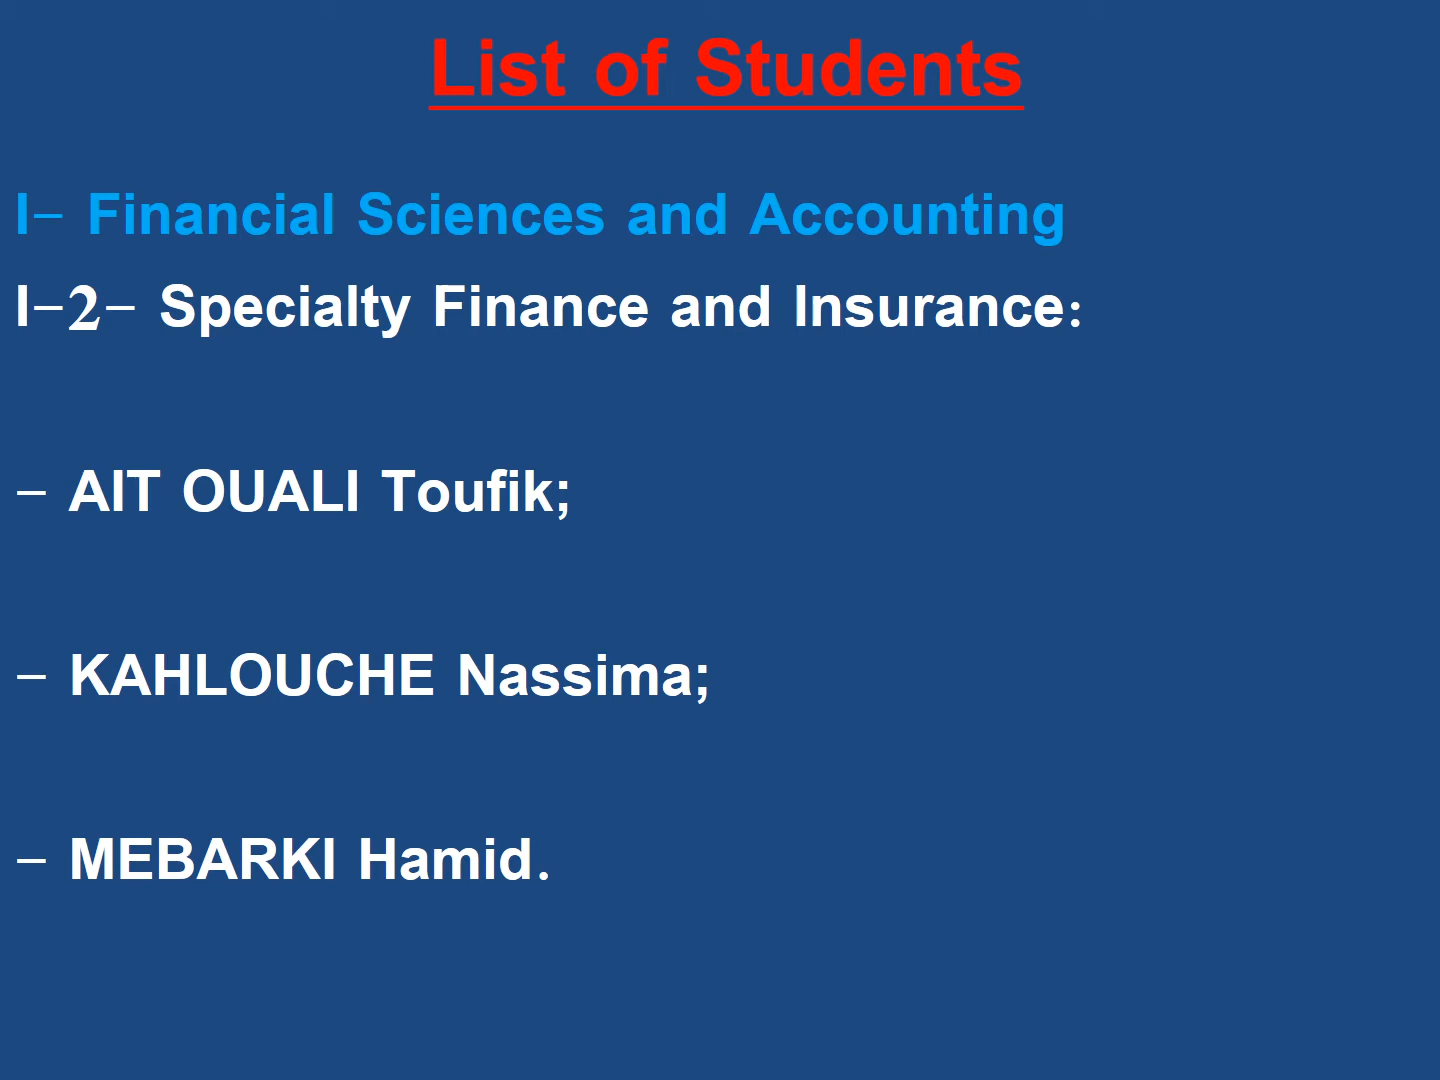 List of Students
I- Financial Sciences and Accounting
I-2- Specialty Finance and Insurance:
- AIT OUALI Toufik;
- KAHLOUCHE Nassima;
- MEBARKI Hamid.